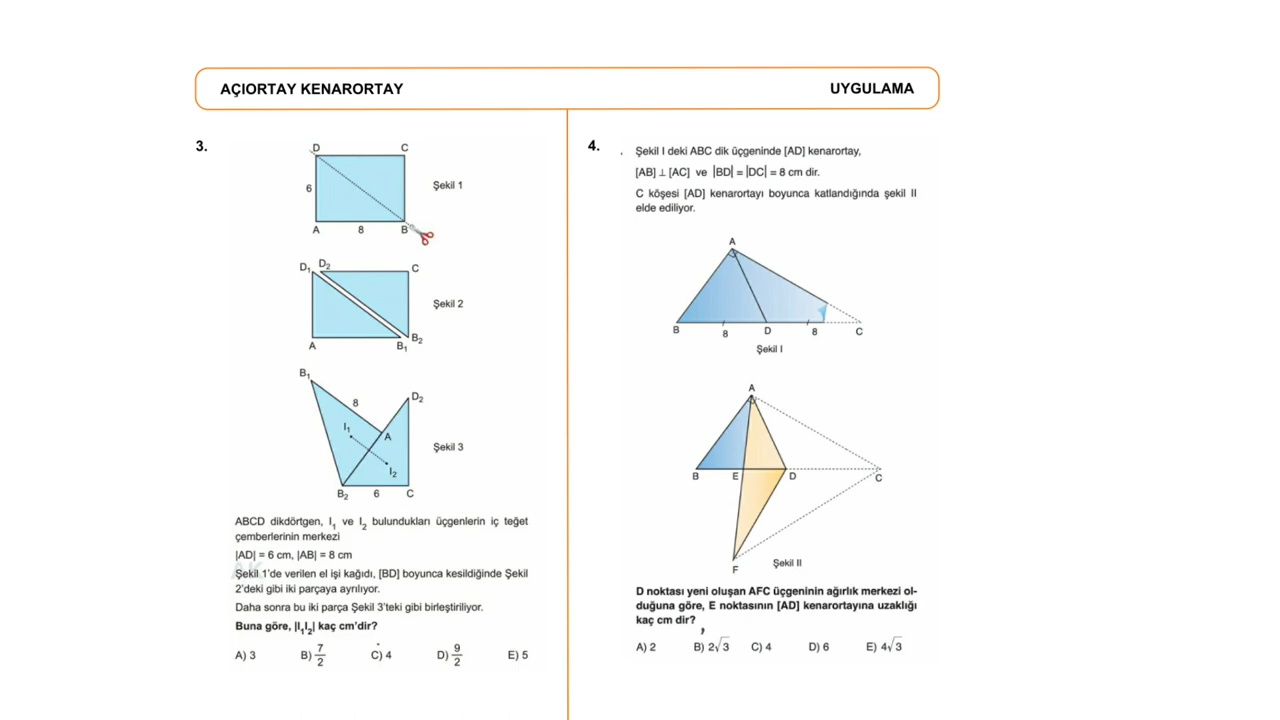 AÇIORTAY KENARORTAY
UYGULAMA
3.
D
C
6
A
8
B
Şekil 1
D1
D2
C
A
B1
B2
Şekil 2
B1
8
D2
I1
A
I2
B2
6
C
Şekil 3
ABCD dikdörtgen, I1 ve I2 bulundukları üçgenlerin iç teğet
çemberlerinin merkezi
|AD| = 6 cm, |AB| = 8 cm
Şekil 1'de verilen el işi kağıdı, [BD] boyunca kesildiğinde Şekil
2'deki gibi iki parçaya ayrılıyor.
Daha sonra bu iki parça Şekil 3'teki gibi birleştiriliyor.
Buna göre, |I1I2| kaç cm'dir?
A) 3 B) 7/2 C) 4 D) 9/2 E) 5
4.
Şekil I deki ABC dik üçgeninde [AD] kenarortay,
[AB] ⊥ [AC] ve |BD| = |DC| = 8 cm dir.
C köşesi [AD] kenarortayı boyunca katlandığında şekil II
elde ediliyor.
A
B
8
D
8
C
Şekil I
A
B
E
D
C
F
Şekil II
D noktası yeni oluşan AFC üçgeninin ağırlık merkezi ol-
duğuna göre, E noktasının [AD] kenarortayına uzaklığı
kaç cm dir?
A) 2 B) 2√3 C) 4 D) 6 E) 4√3